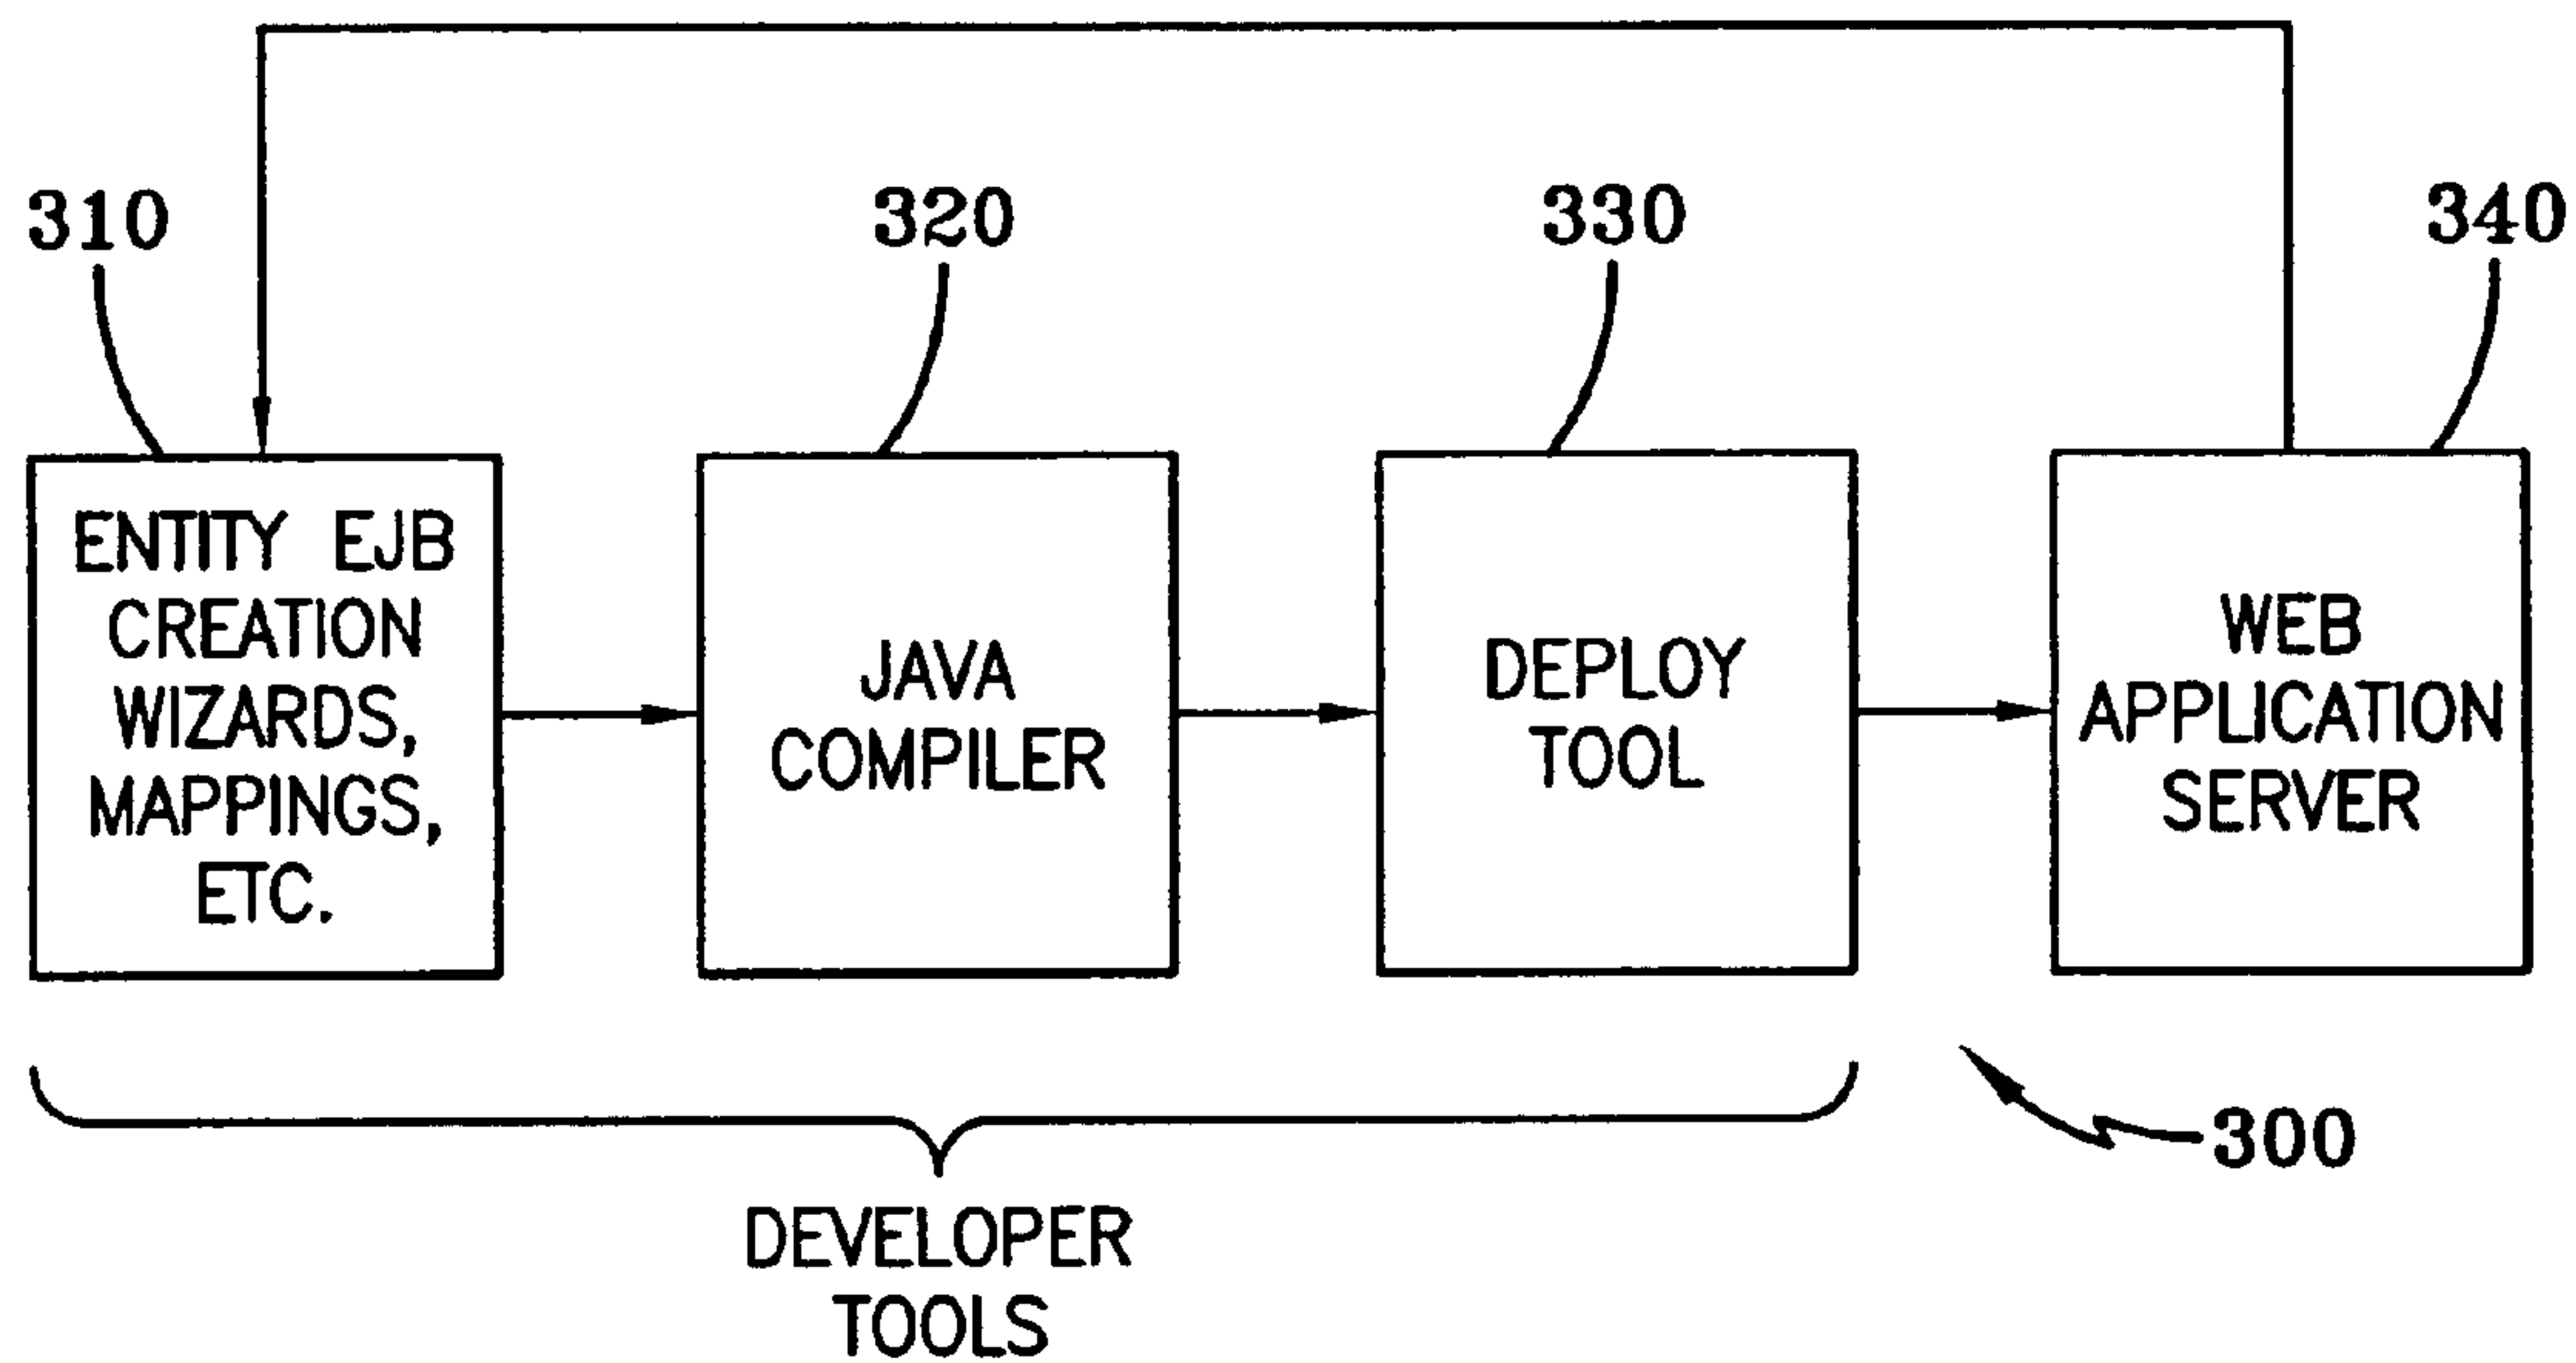 310
320
330
340
ENTITY EJB
CREATION
WIZARDS,
MAPPINGS,
ETC.
JAVA
COMPILER
DEPLOY
TOOL
WEB
APPLICATION
SERVER
300
DEVELOPER
TOOLS